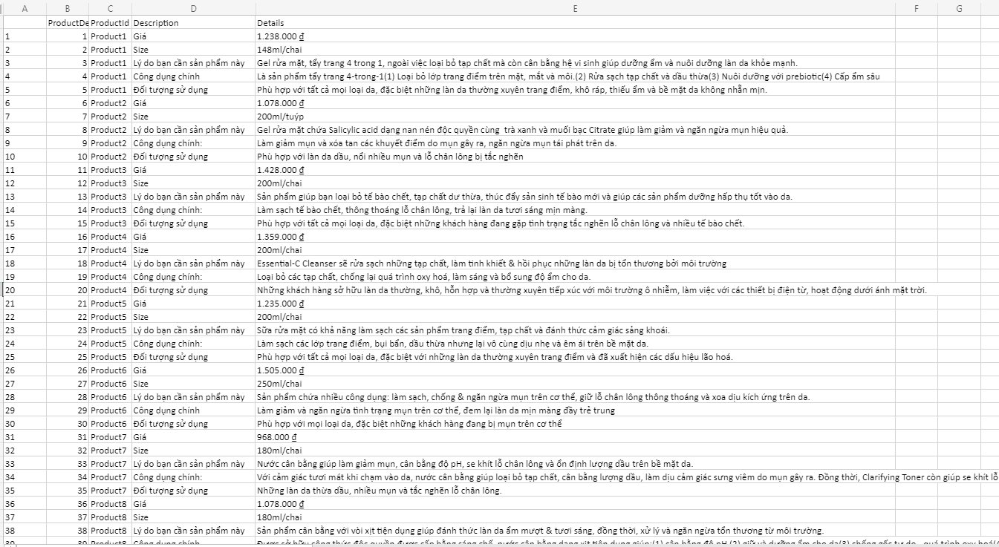 A B C D E F G
ProductDe ProductId Description Details
1 1 Product1 Giá 1.238.000 ₫
2 2 Product1 Size 148ml/chai
3 3 Product1 Lý do bạn cần sản phẩm này Gel rửa mặt, tẩy trang 4 trong 1, ngoài việc loại bỏ tạp chất mà còn cân bằng hệ vi sinh giúp dưỡng ẩm và nuôi dưỡng làn da khỏe mạnh.
4 4 Product1 Công dụng chính Là sản phẩm tẩy trang 4-trong-1(1) Loại bỏ lớp trang điểm trên mặt, mắt và môi.(2) Rửa sạch tạp chất và dầu thừa(3) Nuôi dưỡng với prebiotic(4) Cấp ẩm sâu
5 5 Product1 Đối tượng sử dụng Phù hợp với tất cả mọi loại da, đặc biệt những làn da thường xuyên trang điểm, khô ráp, thiếu ẩm và bề mặt da không nhẵn mịn.
6 6 Product2 Giá 1.078.000 ₫
7 7 Product2 Size 200ml/tuýp
8 8 Product2 Lý do bạn cần sản phẩm này Gel rửa mặt chứa Salicylic acid dạng nan nén độc quyền cùng trà xanh và muối bạc Citrate giúp làm giảm và ngăn ngừa mụn hiệu quả.
9 9 Product2 Công dụng chính: Làm giảm mụn và xóa tan các khuyết điểm do mụn gây ra, ngăn ngừa mụn tái phát trên da.
10 10 Product2 Đối tượng sử dụng Phù hợp với làn da dầu, nổi nhiều mụn và lỗ chân lông bị tắc nghẽn
11 11 Product3 Giá 1.428.000 ₫
12 12 Product3 Size 200ml/chai
13 13 Product3 Lý do bạn cần sản phẩm này Sản phẩm giúp bạn loại bỏ tế bào chết, tạp chất dư thừa, thúc đẩy sản sinh tế bào mới và giúp các sản phẩm dưỡng hấp thụ tốt vào da.
14 14 Product3 Công dụng chính: Làm sạch tế bào chết, thông thoáng lỗ chân lông, trả lại làn da tươi sáng mịn màng.
15 15 Product3 Đối tượng sử dụng Phù hợp với tất cả mọi loại da, đặc biệt những khách hàng đang gặp tình trạng tắc nghẽn lỗ chân lông và nhiều tế bào chết.
16 16 Product4 Giá 1.359.000 ₫
17 17 Product4 Size 200ml/chai
18 18 Product4 Lý do bạn cần sản phẩm này Essential-C Cleanser sẽ rửa sạch những tạp chất, làm tinh khiết & hồi phục những làn da bị tổn thương bởi môi trường
19 19 Product4 Công dụng chính: Loại bỏ các tạp chất, chống lại quá trình oxy hoá, làm sáng và bổ sung độ ẩm cho da.
20 20 Product4 Đối tượng sử dụng Những khách hàng sở hữu làn da thường, khô, hỗn hợp và thường xuyên tiếp xúc với môi trường ô nhiễm, làm việc với các thiết bị điện từ, hoạt động dưới ánh mặt trời.
21 21 Product5 Giá 1.235.000 ₫
22 22 Product5 Size 200ml/chai
23 23 Product5 Lý do bạn cần sản phẩm này Sữa rửa mặt có khả năng làm sạch các sản phẩm trang điểm, tạp chất và đánh thức cảm giác sảng khoái.
24 24 Product5 Công dụng chính: Làm sạch các lớp trang điểm, bụi bẩn, dầu thừa nhưng lại vô cùng dịu nhẹ và êm ái trên bề mặt da.
25 25 Product5 Đối tượng sử dụng Phù hợp với tất cả mọi loại da, đặc biệt với những làn da thường xuyên trang điểm và đã xuất hiện các dấu hiệu lão hoá.
26 26 Product6 Giá 1.505.000 ₫
27 27 Product6 Size 250ml/chai
28 28 Product6 Lý do bạn cần sản phẩm này Sản phẩm chứa nhiều công dụng: làm sạch, chống & ngăn ngừa mụn trên cơ thể, giữ lỗ chân lông thông thoáng và xoa dịu kích ứng trên da.
29 29 Product6 Công dụng chính Làm giảm và ngăn ngừa tình trạng mụn trên cơ thể, đem lại làn da mịn màng đầy trẻ trung
30 30 Product6 Đối tượng sử dụng Phù hợp với mọi loại da, đặc biệt những khách hàng đang bị mụn trên cơ thể
31 31 Product7 Giá 968.000 ₫
32 32 Product7 Size 180ml/chai
33 33 Product7 Lý do bạn cần sản phẩm này Nước cân bằng giúp làm giảm mụn, cân bằng độ pH, se khít lỗ chân lông và ổn định lượng dầu trên bề mặt da.
34 34 Product7 Công dụng chính: Với cảm giác tươi mát khi chạm vào da, nước cân bằng giúp loại bỏ tạp chất, cân bằng lượng dầu, làm dịu cảm giác sưng viêm do mụn gây ra. Đồng thời, Clarifying Toner còn giúp se khít lỗ
35 35 Product7 Đối tượng sử dụng Những làn da thừa dầu, nhiều mụn và tắc nghẽn lỗ chân lông.
36 36 Product8 Giá 1.078.000 ₫
37 37 Product8 Size 180ml/chai
38 38 Product8 Lý do bạn cần sản phẩm này Sản phẩm cân bằng với vòi xịt tiện dụng giúp đánh thức làn da ẩm mượt & tươi sáng, đồng thời, xử lý và ngăn ngừa tổn thương từ môi trường.
39 39 Product8 Công dụng chính